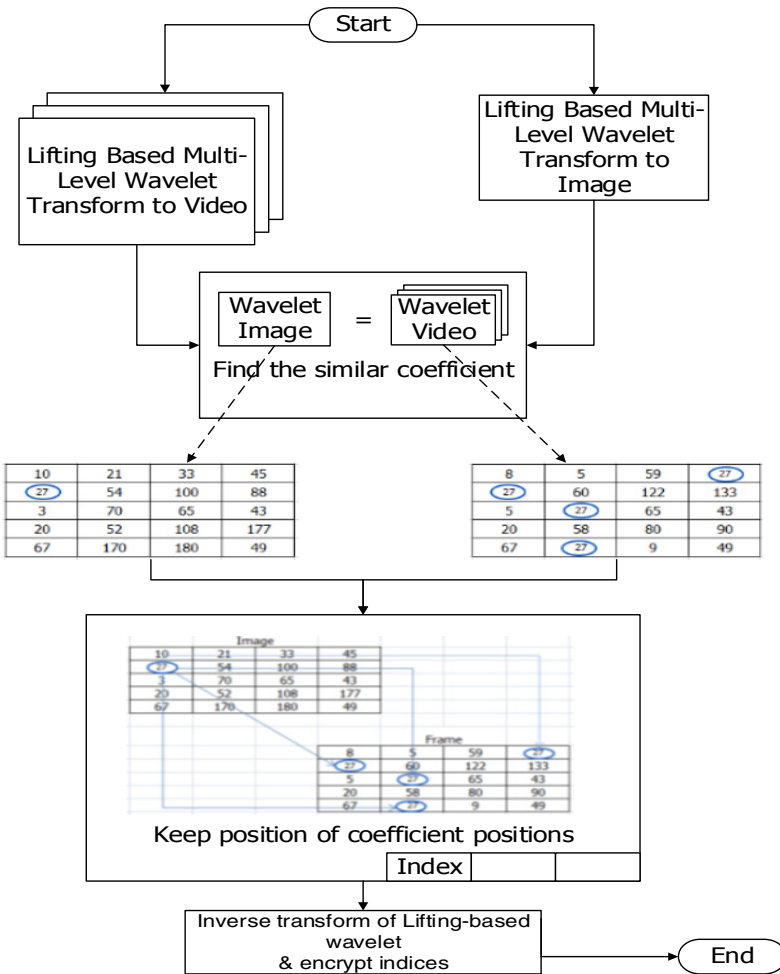 Start
Lifting Based Multi-
Level Wavelet
Transform to Video
Lifting Based Multi-
Level Wavelet
Transform to
Image
Wavelet
Image
=
Wavelet
Video
Find the similar coefficient
10 21 33 45
27 54 100 88
3 70 65 43
20 52 108 177
67 170 180 49
8 5 59 27
27 60 122 133
5 27 65 43
20 58 80 90
67 27 9 49
Image
10 21 33 45
27 54 100 88
3 70 65 43
20 52 108 177
67 170 180 49
Frame
8 5 59 27
27 60 122 133
5 27 65 43
20 58 80 90
67 27 9 49
Keep position of coefficient positions
Index
Inverse transform of Lifting-based
wavelet
& encrypt indices
End